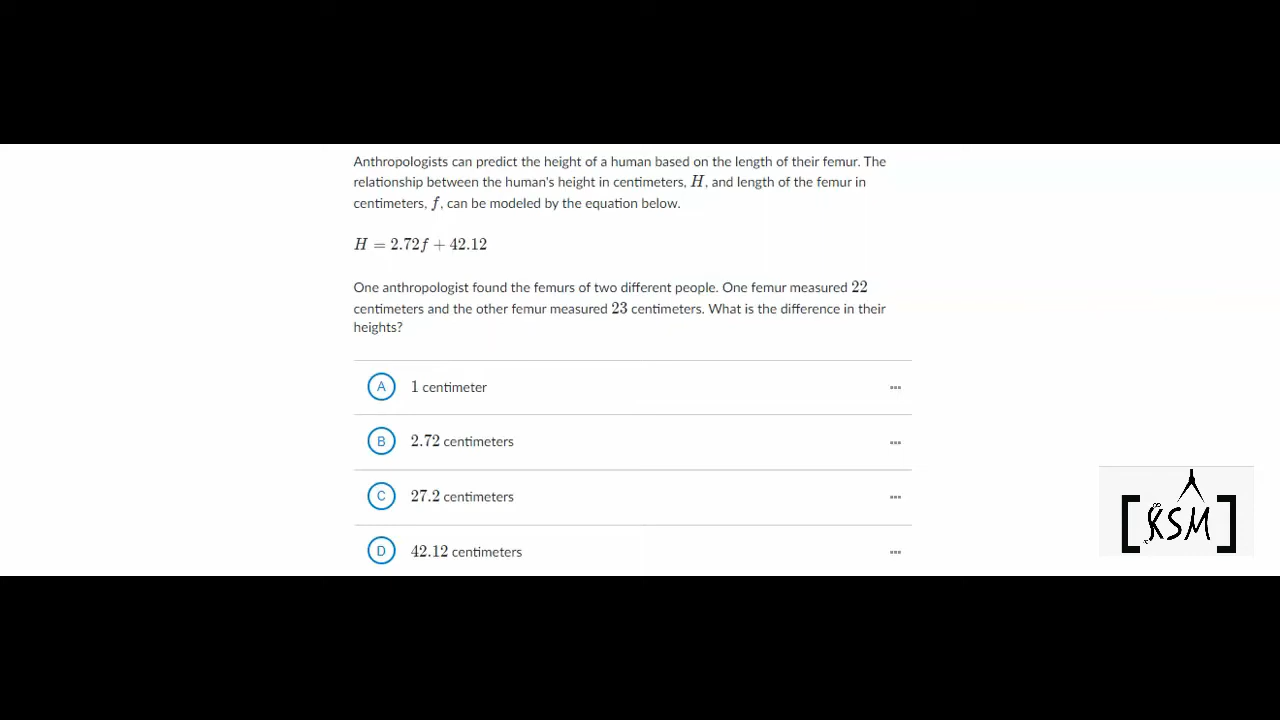 Anthropologists can predict the height of a human based on the length of their femur. The
relationship between the human's height in centimeters, H, and length of the femur in
centimeters, f, can be modeled by the equation below.
H = 2.72f + 42.12
One anthropologist found the femurs of two different people. One femur measured 22
centimeters and the other femur measured 23 centimeters. What is the difference in their
heights?
A 1 centimeter
B 2.72 centimeters
C 27.2 centimeters
D 42.12 centimeters
[KSM]